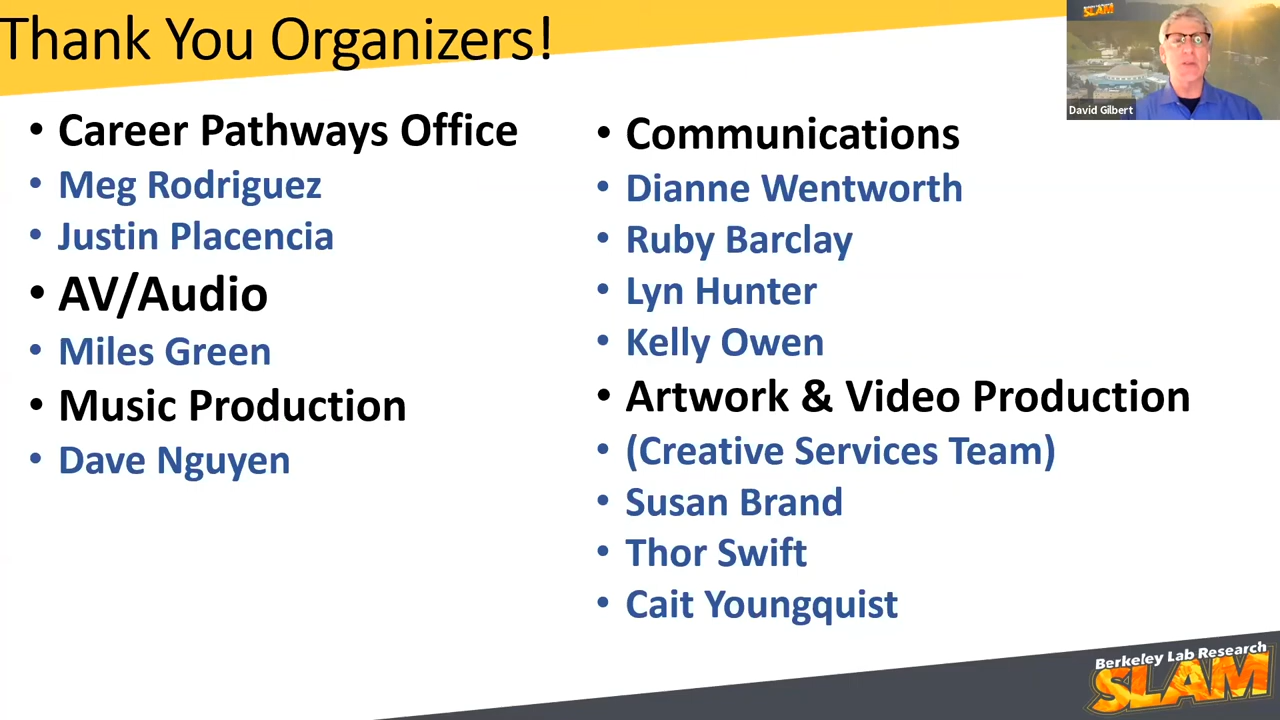 Thank You Organizers!
• Career Pathways Office
• Meg Rodriguez
• Justin Placencia
• AV/Audio
• Miles Green
• Music Production
• Dave Nguyen
• Communications
• Dianne Wentworth
• Ruby Barclay
• Lyn Hunter
• Kelly Owen
• Artwork & Video Production
• (Creative Services Team)
• Susan Brand
• Thor Swift
• Cait Youngquist
SLAM
David Gilbert
Berkeley Lab Research
SLAM